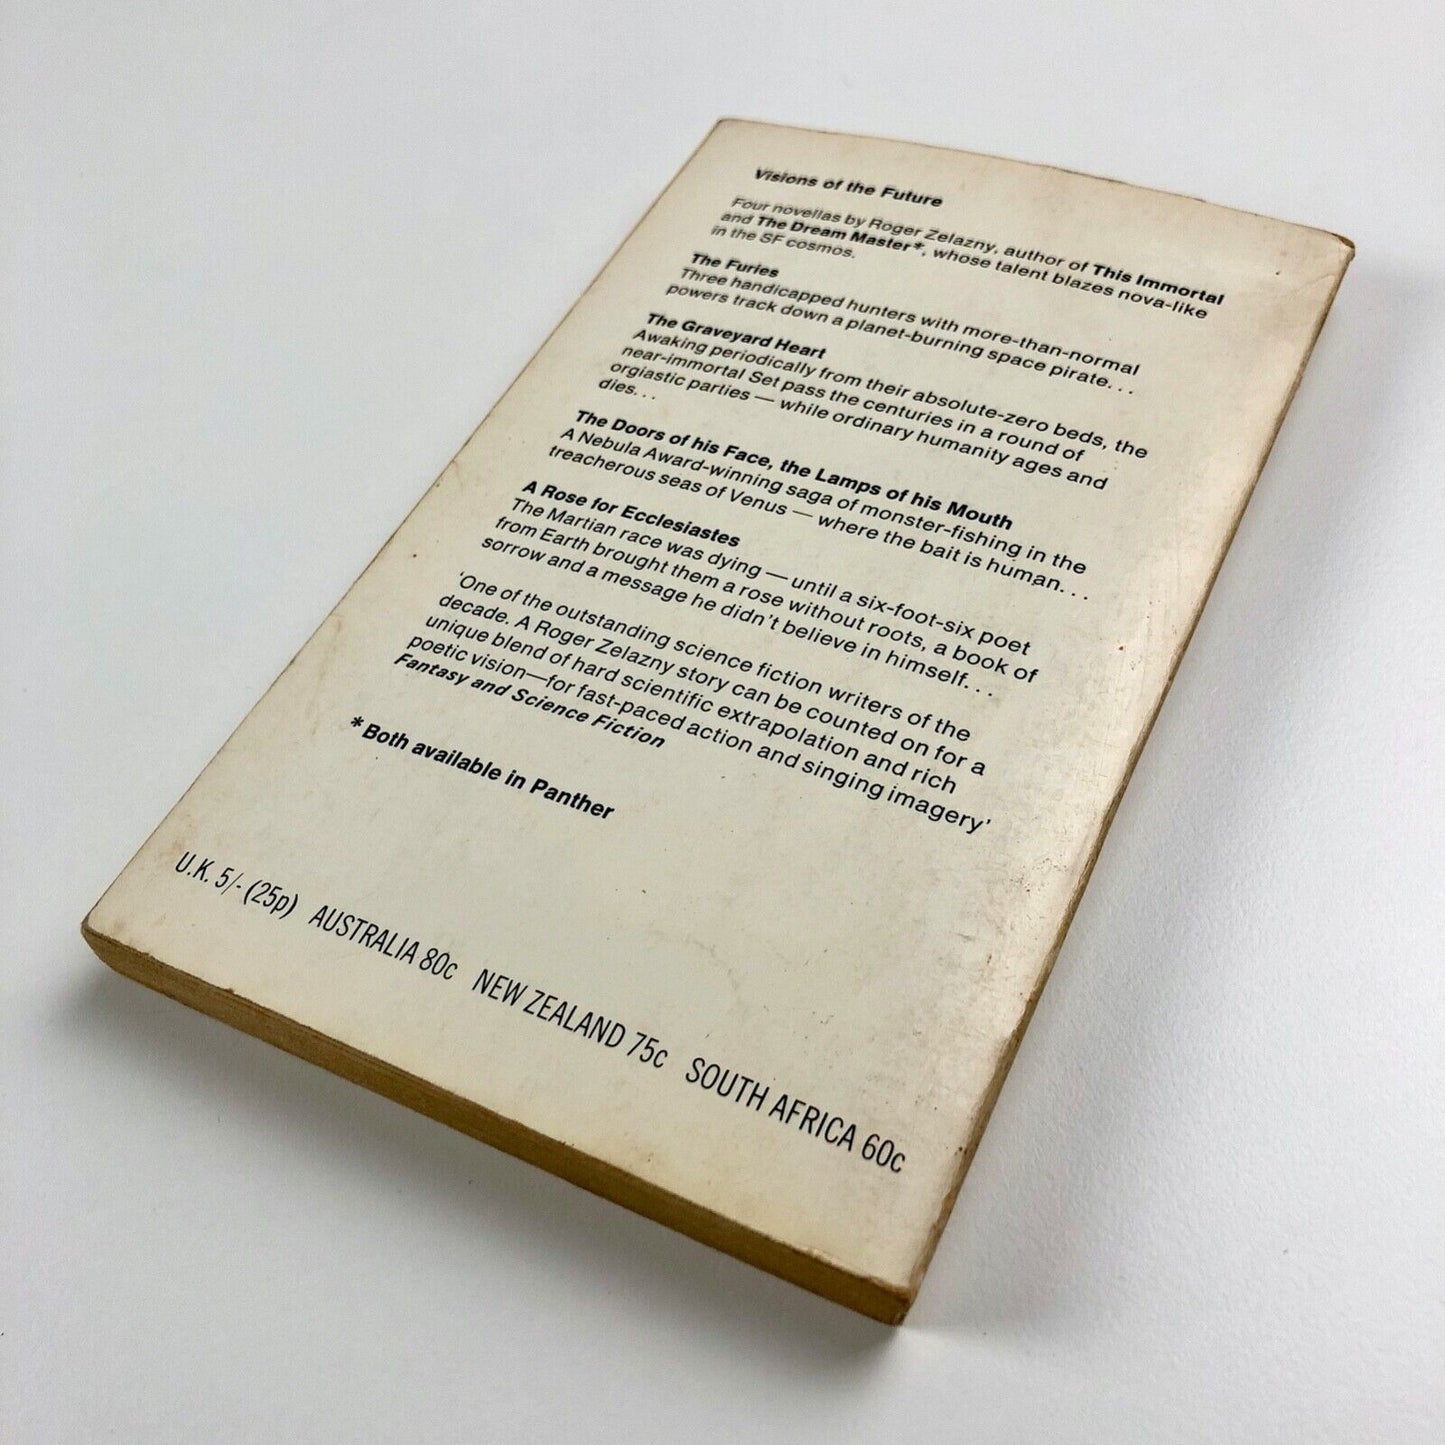 Visions of the Future
Four novellas by Roger Zelazny, author of This Immortal
and The Dream Master*, whose talent blazes nova-like
in the SF cosmos.
The Furies
Three handicapped hunters with more-than-normal
powers track down a planet-burning space pirate. . .
The Graveyard Heart
Awaking periodically from their absolute-zero beds, the
near-immortal Set pass the centuries in a round of
orgiastic parties — while ordinary humanity ages and
dies. . .
The Doors of his Face, the Lamps of his Mouth
A Nebula Award-winning saga of monster-fishing in the
treacherous seas of Venus — where the bait is human. . .
A Rose for Ecclesiastes
The Martian race was dying — until a six-foot-six poet
from Earth brought them a rose without roots, a book of
sorrow and a message he didn't believe in himself. . .
'One of the outstanding science fiction writers of the
decade. A Roger Zelazny story can be counted on for a
unique blend of hard scientific extrapolation and rich
poetic vision—for fast-paced action and singing imagery'
Fantasy and Science Fiction
*Both available in Panther
U.K. 5/- (25p) AUSTRALIA 80c NEW ZEALAND 75c SOUTH AFRICA 60c